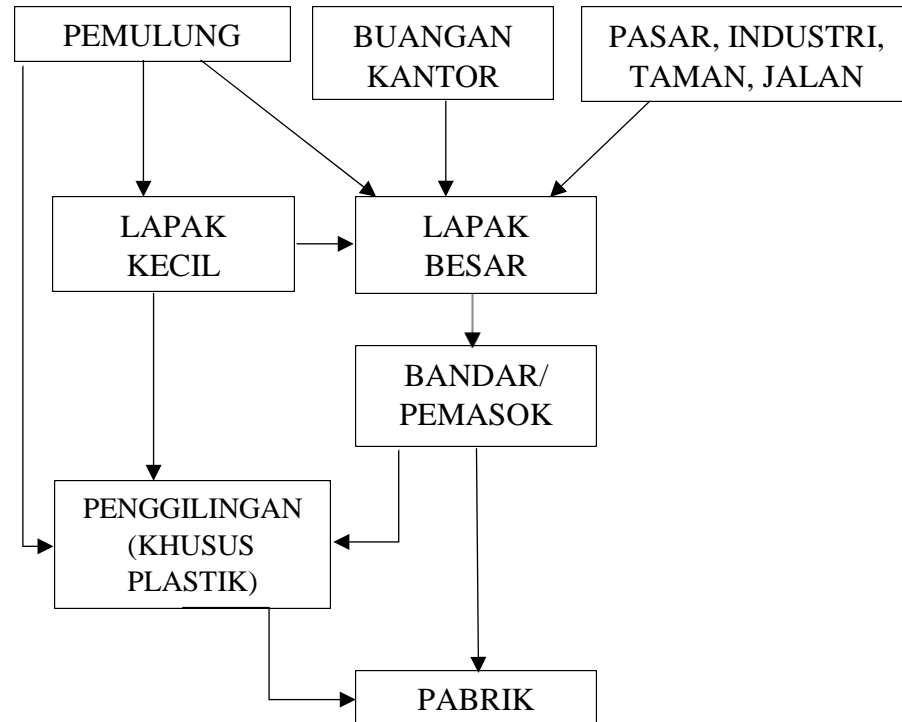 PEMULUNG
BUANGAN
KANTOR
PASAR, INDUSTRI,
TAMAN, JALAN
LAPAK
KECIL
LAPAK
BESAR
BANDAR/
PEMASOK
PENGGILINGAN
(KHUSUS
PLASTIK)
PABRIK